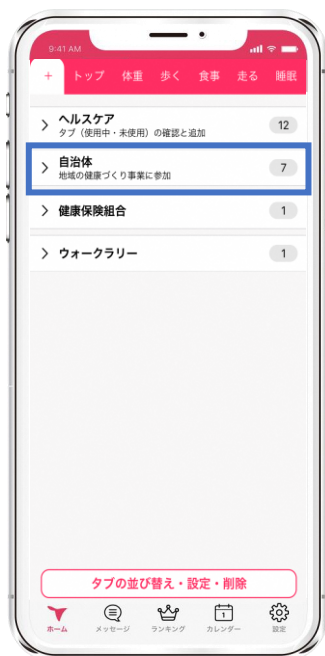 9:41 AM
+ トップ 体重 歩く 食事 走る 睡眠
ヘルスケア
タブ（使用中・未使用）の確認と追加
12
自治体
地域の健康づくり事業に参加
7
健康保険組合
1
ウォークラリー
1
タブの並び替え・設定・削除
ホーム メッセージ ランキング 1 カレンダー 設定